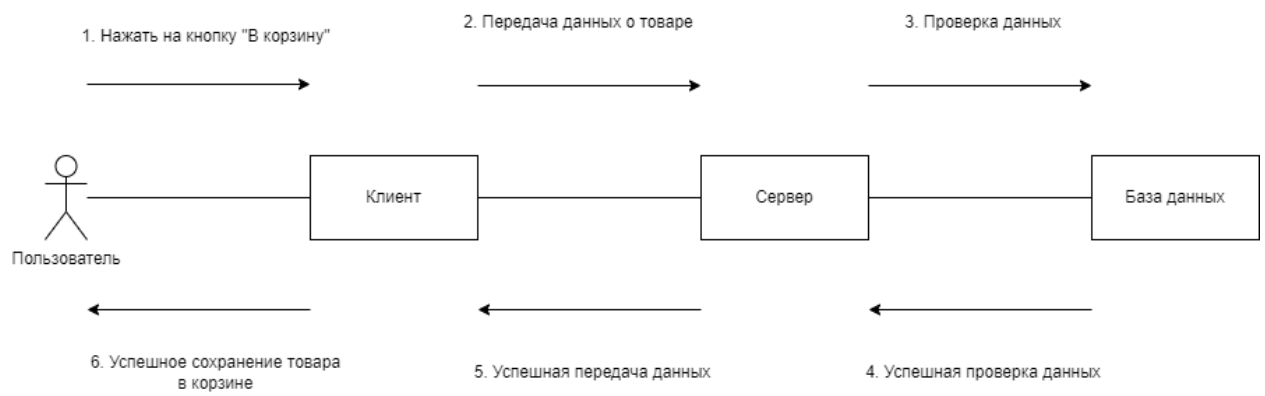 1. Нажать на кнопку "В корзину"
2. Передача данных о товаре
3. Проверка данных
Клиент
Сервер
База данных
Пользователь
6. Успешное сохранение товара
в корзине
5. Успешная передача данных
4. Успешная проверка данных